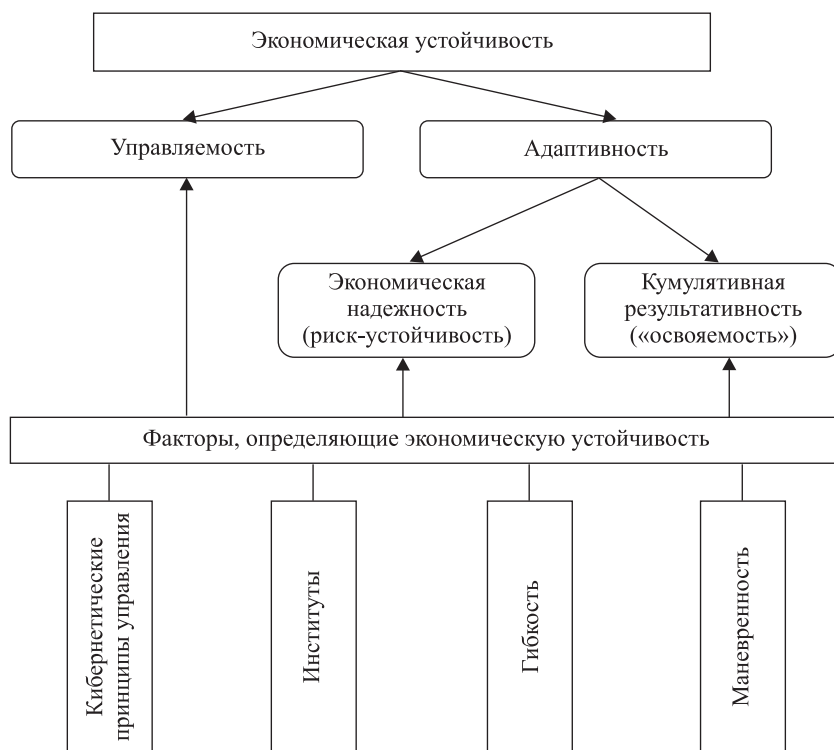 Экономическая устойчивость
Управляемость
Адаптивность
Экономическая
надежность
(риск-устойчивость)
Кумулятивная
результативность
(«освояемость»)
Факторы, определяющие экономическую устойчивость
Кибернетические
принципы управления
Институты
Гибкость
Маневренность